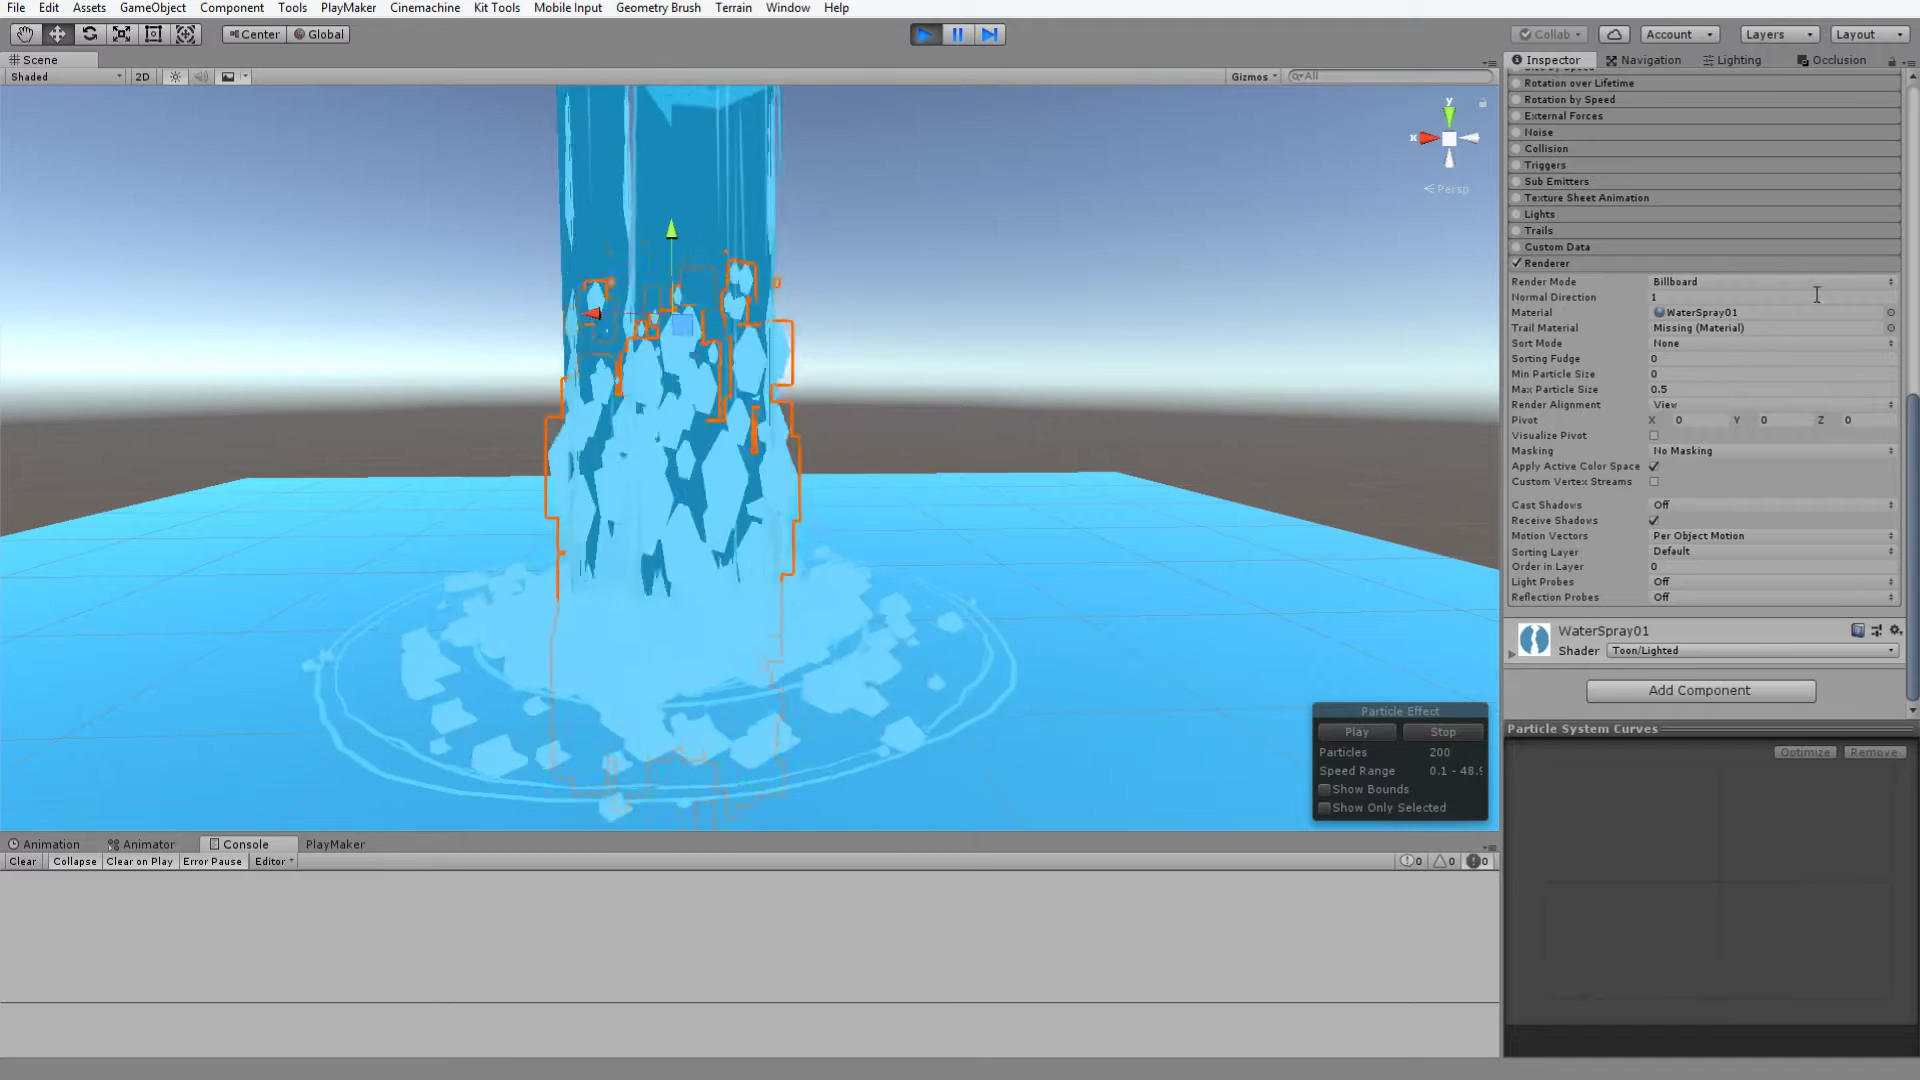 File Edit Assets GameObject Component Tools PlayMaker Cinemachine Kit Tools Mobile Input Geometry Brush Terrain Window Help
Center Global Collab Account Layers Layout
Scene Inspector Navigation Lighting Occlusion
Shaded 2D Gizmos All
Rotation over Lifetime
Rotation by Speed
External Forces
Noise
Collision
Triggers
Sub Emitters
Texture Sheet Animation
Lights
Trails
Custom Data
Renderer
Render Mode Billboard
Normal Direction 1
Material WaterSpray01
Trail Material Missing (Material)
Sort Mode None
Sorting Fudge 0
Min Particle Size 0
Max Particle Size 0.5
Render Alignment View
Pivot X 0 Y 0 Z 0
Visualize Pivot
Masking No Masking
Apply Active Color Space
Custom Vertex Streams
Cast Shadows Off
Receive Shadows
Motion Vectors Per Object Motion
Sorting Layer Default
Order in Layer 0
Light Probes Off
Reflection Probes Off
WaterSpray01
Shader Toon/Lighted
Add Component
Particle System Curves
Optimize Remove
y
x
Persp
Particle Effect
Play Stop
Particles 200
Speed Range 0.1 - 48.9
Show Bounds
Show Only Selected
Animation Animator Console PlayMaker
Clear Collapse Clear on Play Error Pause Editor 0 0 0